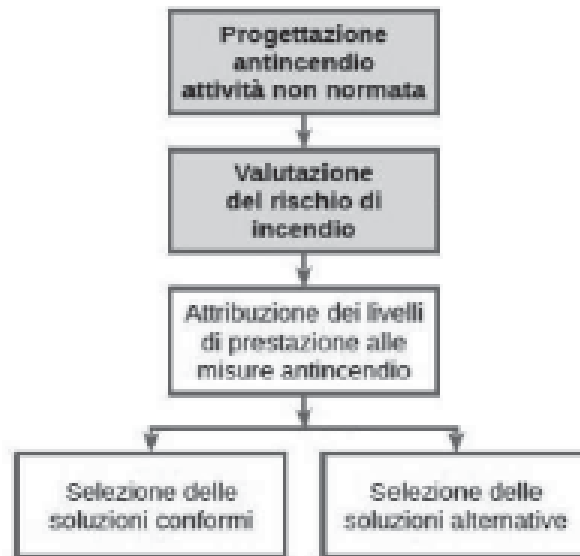 Progettazione
antincendio
attività non normata
Valutazione
del rischio di
incendio
Attribuzione dei livelli
di prestazione alle
misure antincendio
Selezione delle
soluzioni conformi
Selezione delle
soluzioni alternative